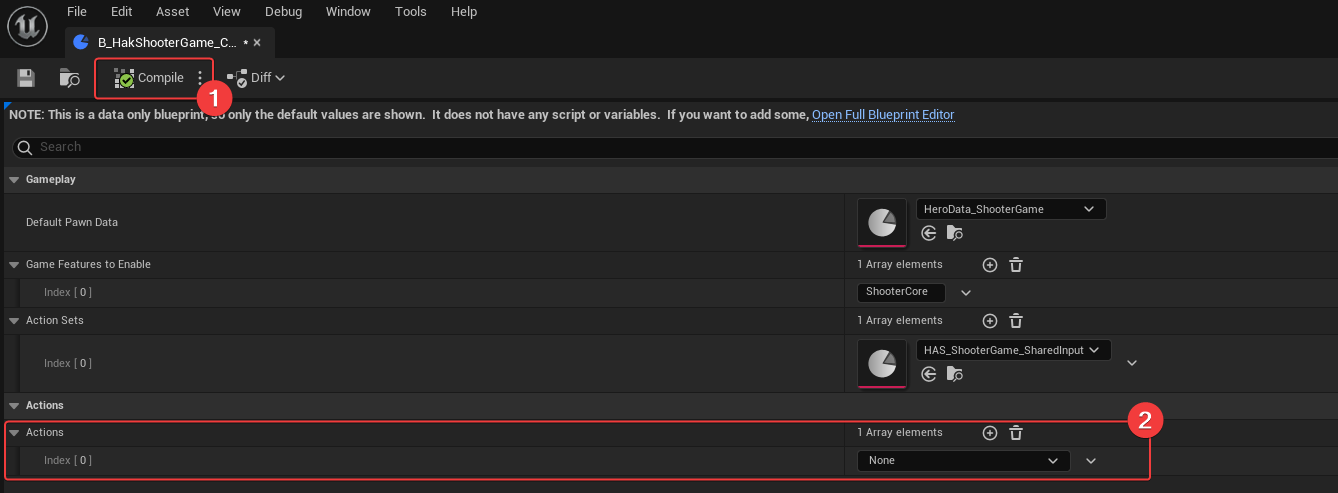 File Edit Asset View Debug Window Tools Help
B_HakShooterGame_C... * ×
Compile Diff
1
NOTE: This is a data only blueprint, so only the default values are shown. It does not have any script or variables. If you want to add some, Open Full Blueprint Editor
Search
Gameplay
Default Pawn Data HeroData_ShooterGame
Game Features to Enable 1 Array elements
Index [ 0 ] ShooterCore
Action Sets 1 Array elements
Index [ 0 ] HAS_ShooterGame_SharedInput
Actions
2
Actions 1 Array elements
Index [ 0 ] None